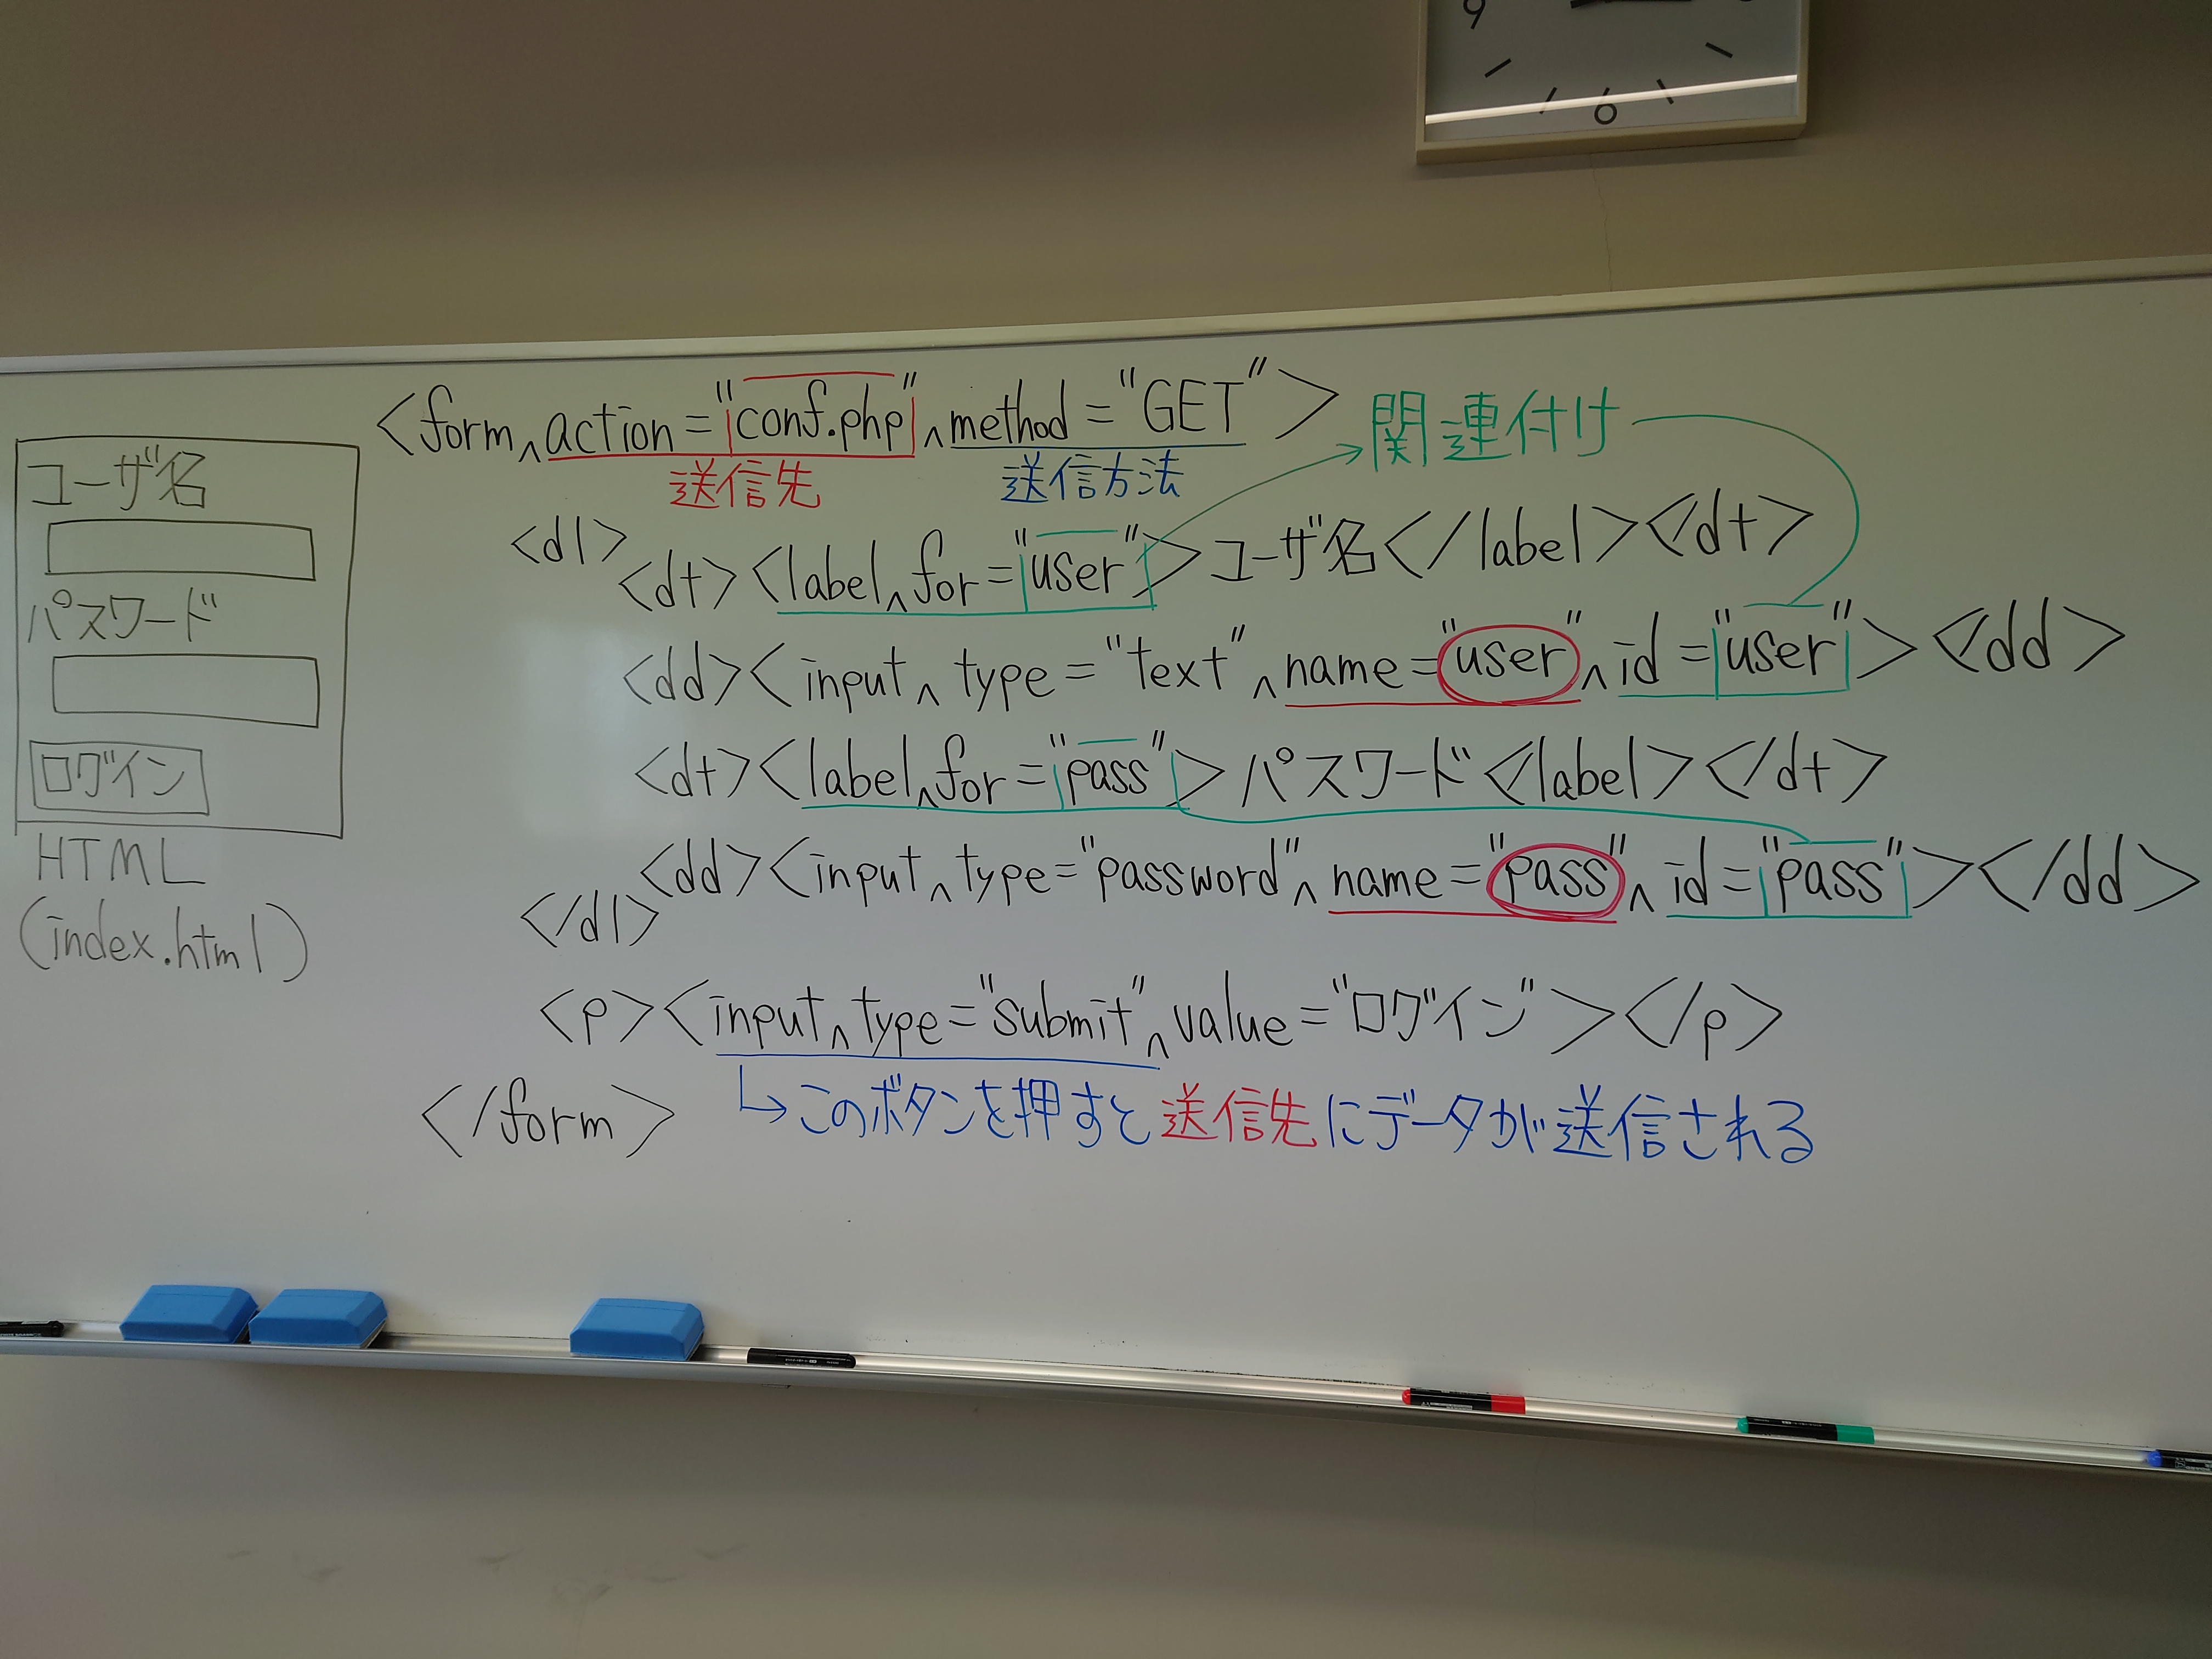 9
6
<form^action="conf.php"^method="GET">
送信先
送信方法
関連付け
<dl>
<dt><label^for="user">ユーザ名</label></dt>
<dd><input^type="text"^name="user"^id="user"></dd>
<dt><label^for="pass">パスワード</label></dt>
<dd><input^type="password"^name="pass"^id="pass"></dd>
</dl>
<p><input^type="submit"^value="ログイン"></p>
↳このボタンを押すと送信先にデータが送信される
</form>
ユーザ名
パスワード
ログイン
HTML
(index.html)